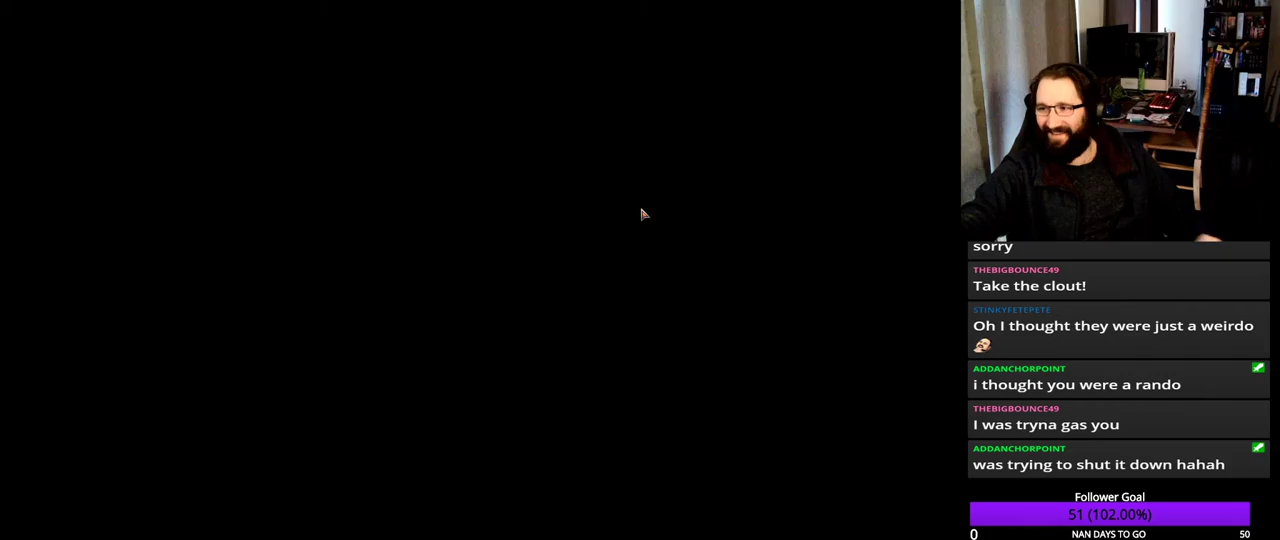 sorry
THEBIGBOUNCE49
Take the clout!
STINKYFETEPETE
Oh I thought they were just a weirdo
ADDANCHORPOINT
i thought you were a rando
THEBIGBOUNCE49
I was tryna gas you
ADDANCHORPOINT
was trying to shut it down hahah
Follower Goal
51 (102.00%)
0 NAN DAYS TO GO 50